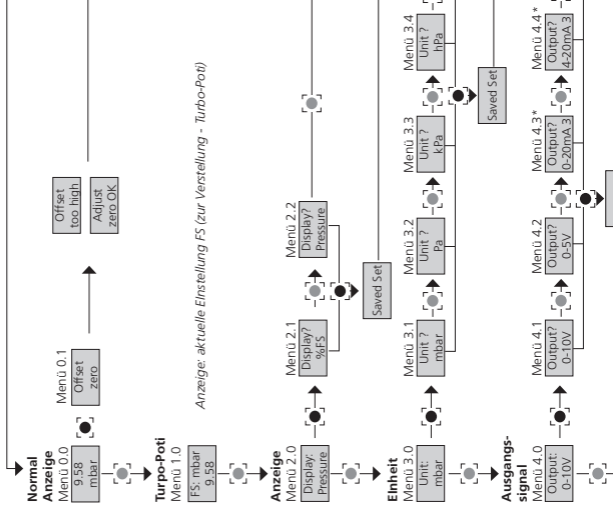 Normal
Anzeige
Menü 0.0
9.58
mbar
Menü 0.1
Offset
zero
Offset
too high
Adjust
zero OK
Turpo-Poti
Menü 1.0
FS: mbar
9.58
Anzeige: aktuelle EInstellung FS (zur Verstellung - Turbo-Poti)
Anzeige
Menü 2.0
Display:
Pressure
Menü 2.1
Display?
%FS
Menü 2.2
Display?
Pressure
Saved Set
EInheit
Menü 3.0
Unit:
mbar
Menü 3.1
Unit ?
mbar
Menü 3.2
Unit ?
Pa
Menü 3.3
Unit ?
kPa
Menü 3.4
Unit ?
hPa
Saved Set
Ausgangs-
signal
Menü 4.0
Output:
0-10V
Menü 4.1
Output?
0-10V
Menü 4.2
Output?
0-5V
Menü 4.3*
Output?
0-20mA 3
Menü 4.4*
Output?
4-20mA 3